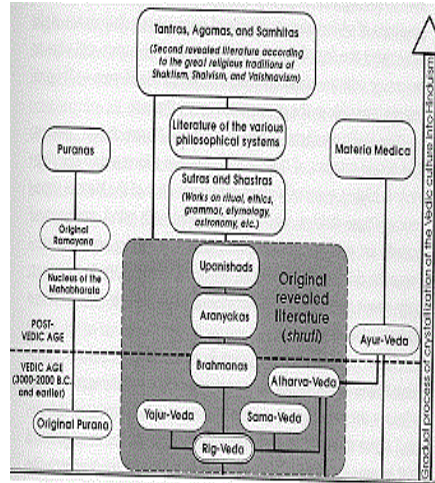 Tantras, Agamas, and Samhitas
(Second revealed literature according
to the great religious traditions of
Shaktism, Shaivism, and Vaishnavism)
Literature of the various
philosophical systems
Puranas
Materia Medica
Sutras and Shastras
(Works on ritual, ethics,
grammar, etymology,
astronomy, etc.)
Original
Ramayana
Nucleus of the
Mahabharata
Upanishads
Original
revealed
literature
(shruti)
Aranyakas
POST-
VEDIC AGE
Ayur-Veda
Brahmanas
VEDIC AGE
(3000-2000 B.C.
and earlier)
Atharva-Veda
Yajur-Veda
Sama-Veda
Original Purana
Rig-Veda
Gradual process of crystallization of the Vedic culture into Hinduism